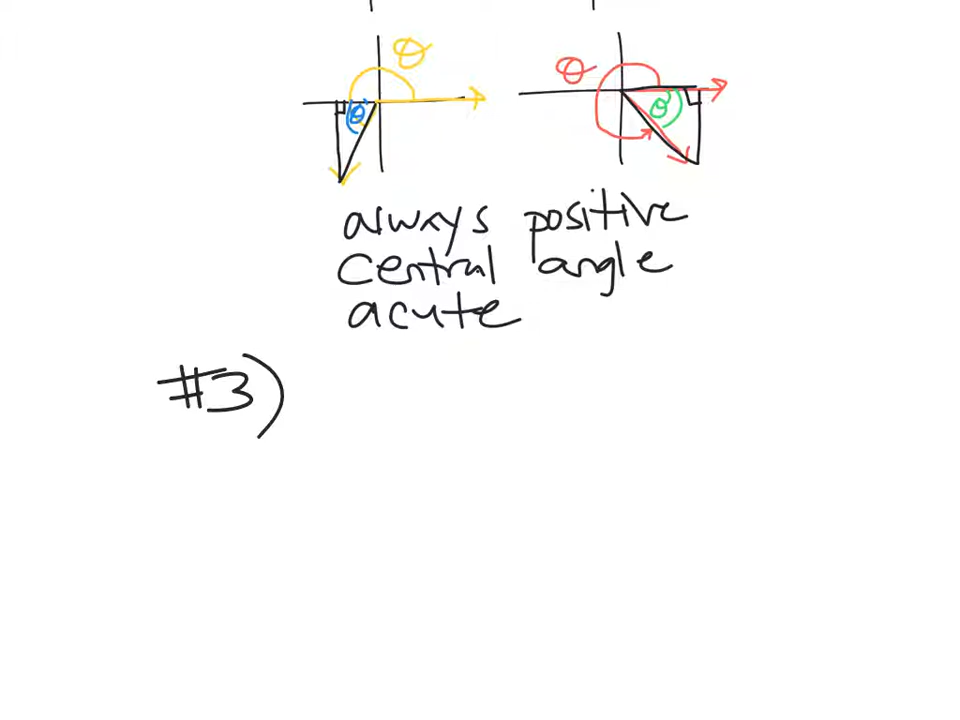 θ θ
θ' θ'
always positive
central angle
acute
#3)